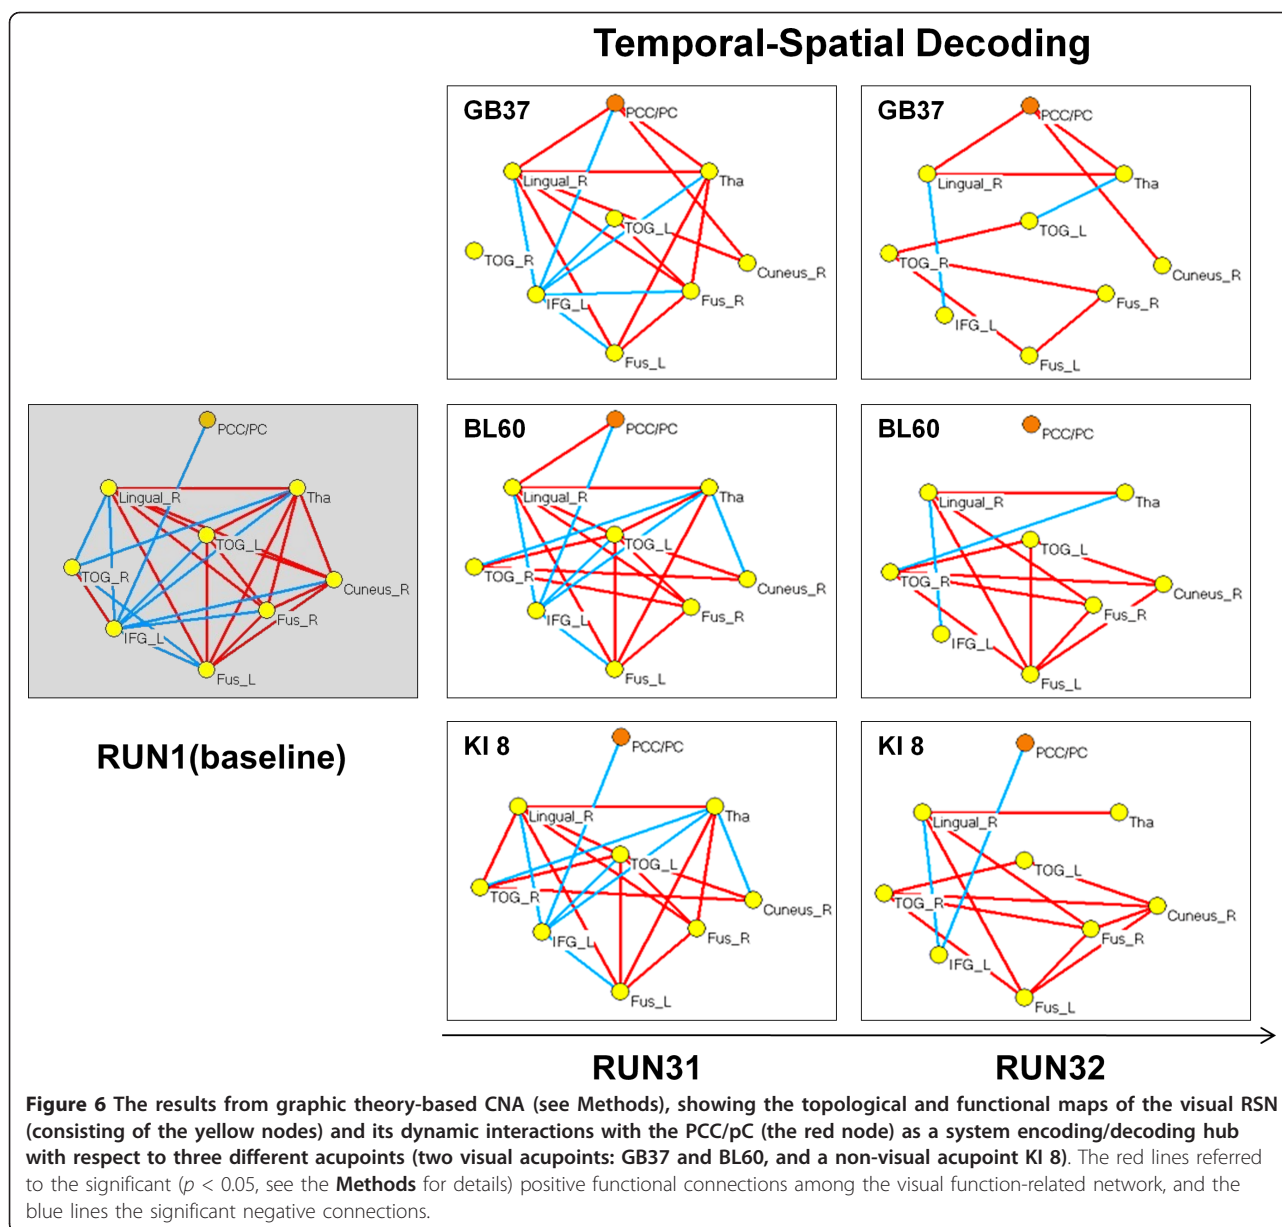 Temporal-Spatial Decoding
GB37
PCC/PC
Lingual_R
Tha
TOG_L
TOG_R
Cuneus_R
IFG_L
Fus_R
Fus_L
GB37
PCC/PC
Lingual_R
Tha
TOG_L
TOG_R
Cuneus_R
Fus_R
IFG_L
Fus_L
PCC/PC
Lingual_R
Tha
TOG_L
TOG_R
Cuneus_R
Fus_R
IFG_L
Fus_L
RUN1(baseline)
BL60
PCC/PC
Lingual_R
Tha
TOG_L
TOG_R
Cuneus_R
IFG_L
Fus_R
Fus_L
BL60
PCC/PC
Lingual_R
Tha
TOG_L
TOG_R
Cuneus_R
Fus_R
IFG_L
Fus_L
KI 8
PCC/PC
Lingual_R
Tha
TOG_L
TOG_R
Cuneus_R
IFG_L
Fus_R
Fus_L
KI 8
PCC/PC
Lingual_R
Tha
TOG_L
TOG_R
Cuneus_R
Fus_R
IFG_L
Fus_L
RUN31
RUN32
Figure 6 The results from graphic theory-based CNA (see Methods), showing the topological and functional maps of the visual RSN
(consisting of the yellow nodes) and its dynamic interactions with the PCC/pC (the red node) as a system encoding/decoding hub
with respect to three different acupoints (two visual acupoints: GB37 and BL60, and a non-visual acupoint KI 8). The red lines referred
to the significant (p < 0.05, see the Methods for details) positive functional connections among the visual function-related network, and the
blue lines the significant negative connections.